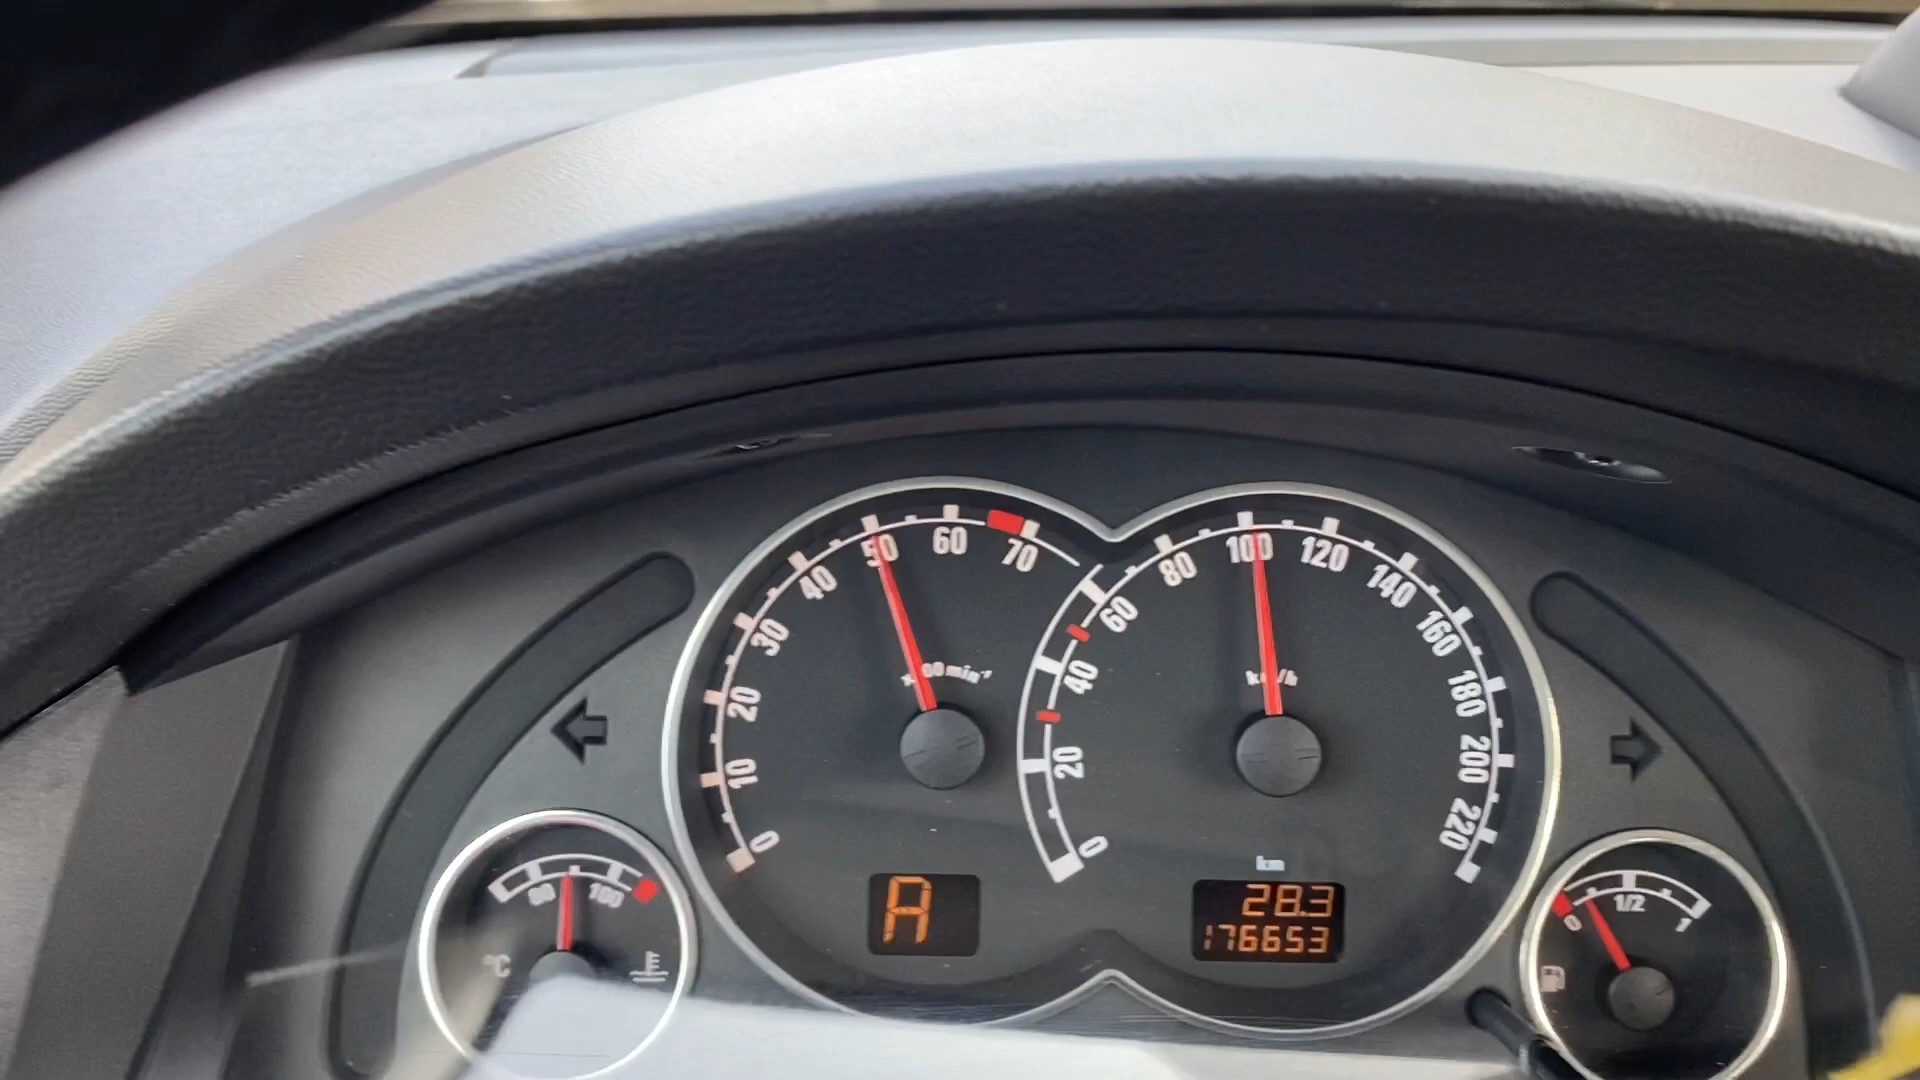 0 10 20 30 40 50 60 70
min⁻¹
0 20 40 60 80 100 120 140 160 180 200 220
km/h
A
km
28.3
176653
80 100
°C
0 1/2 1